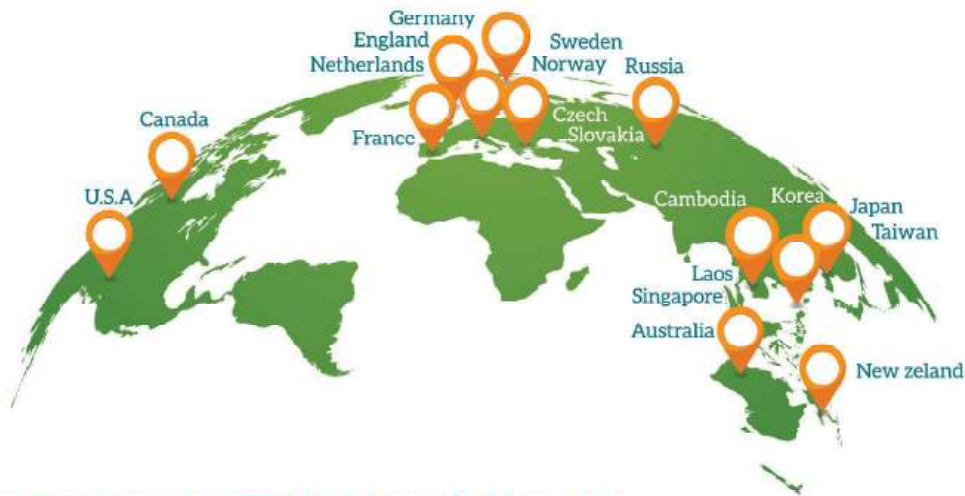 Germany
England
Netherlands
Sweden
Norway
Russia
Canada
France
Czech
Slovakia
U.S.A
Cambodia
Korea
Japan
Taiwan
Laos
Singapore
Australia
New zeland